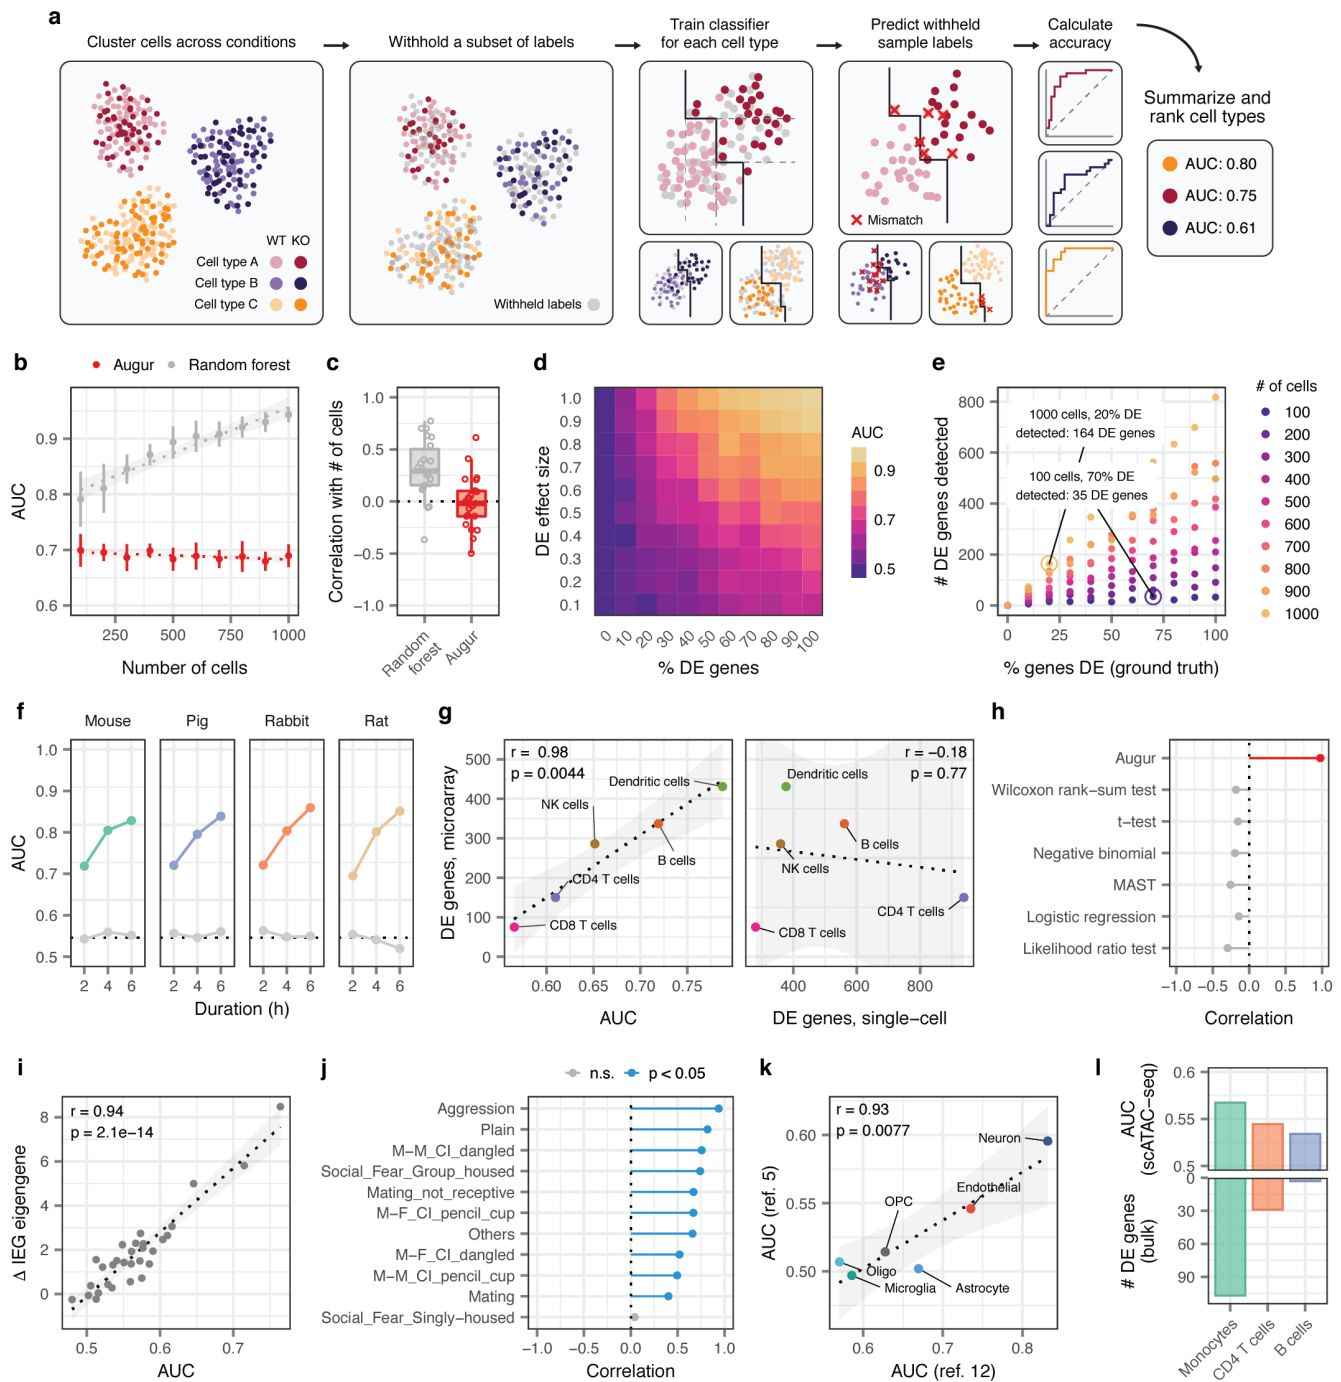 a
Cluster cells across conditions
Withhold a subset of labels
Train classifier
for each cell type
Predict withheld
sample labels
Calculate
accuracy
Summarize and
rank cell types
WT KO
Cell type A
Cell type B
Cell type C
Withheld labels
Mismatch
AUC: 0.80
AUC: 0.75
AUC: 0.61
b
Augur
Random forest
AUC
0.9
0.8
0.7
0.6
250
500
750
1000
Number of cells
c
Correlation with # of cells
1.0
0.5
0.0
−0.5
−1.0
Random
forest
Augur
d
DE effect size
1.0
0.9
0.8
0.7
0.6
0.5
0.4
0.3
0.2
0.1
0
10
20
30
40
50
60
70
80
90
100
% DE genes
AUC
0.9
0.7
0.5
e
# DE genes detected
800
600
400
200
0
1000 cells, 20% DE
detected: 164 DE genes
100 cells, 70% DE
detected: 35 DE genes
0
25
50
75
100
% genes DE (ground truth)
# of cells
100
200
300
400
500
600
700
800
900
1000
f
Mouse
Pig
Rabbit
Rat
AUC
1.0
0.9
0.8
0.7
0.6
0.5
2 4 6
2 4 6
2 4 6
2 4 6
Duration (h)
g
DE genes, microarray
500
400
300
200
100
0
r = 0.98
p = 0.0044
Dendritic cells
NK cells
B cells
CD4 T cells
CD8 T cells
0.60
0.65
0.70
0.75
AUC
r = −0.18
p = 0.77
Dendritic cells
B cells
NK cells
CD4 T cells
CD8 T cells
400
600
800
DE genes, single−cell
h
Augur
Wilcoxon rank−sum test
t−test
Negative binomial
MAST
Logistic regression
Likelihood ratio test
−1.0
−0.5
0.0
0.5
1.0
Correlation
i
Δ IEG eigengene
8
6
4
2
0
r = 0.94
p = 2.1e−14
0.5
0.6
0.7
AUC
j
n.s.
p < 0.05
Aggression
Plain
M−M_CI_dangled
Social_Fear_Group_housed
Mating_not_receptive
M−F_CI_pencil_cup
Others
M−F_CI_dangled
M−M_CI_pencil_cup
Mating
Social_Fear_Singly−housed
−1.0
−0.5
0.0
0.5
1.0
Correlation
k
AUC (ref. 5)
0.60
0.55
0.50
r = 0.93
p = 0.0077
Neuron
Endothelial
OPC
Oligo
Microglia
Astrocyte
0.6
0.7
0.8
AUC (ref. 12)
l
AUC
(scATAC−seq)
0.6
0.55
0.5
# DE genes
(bulk)
0
30
60
90
Monocytes
CD4 T cells
B cells